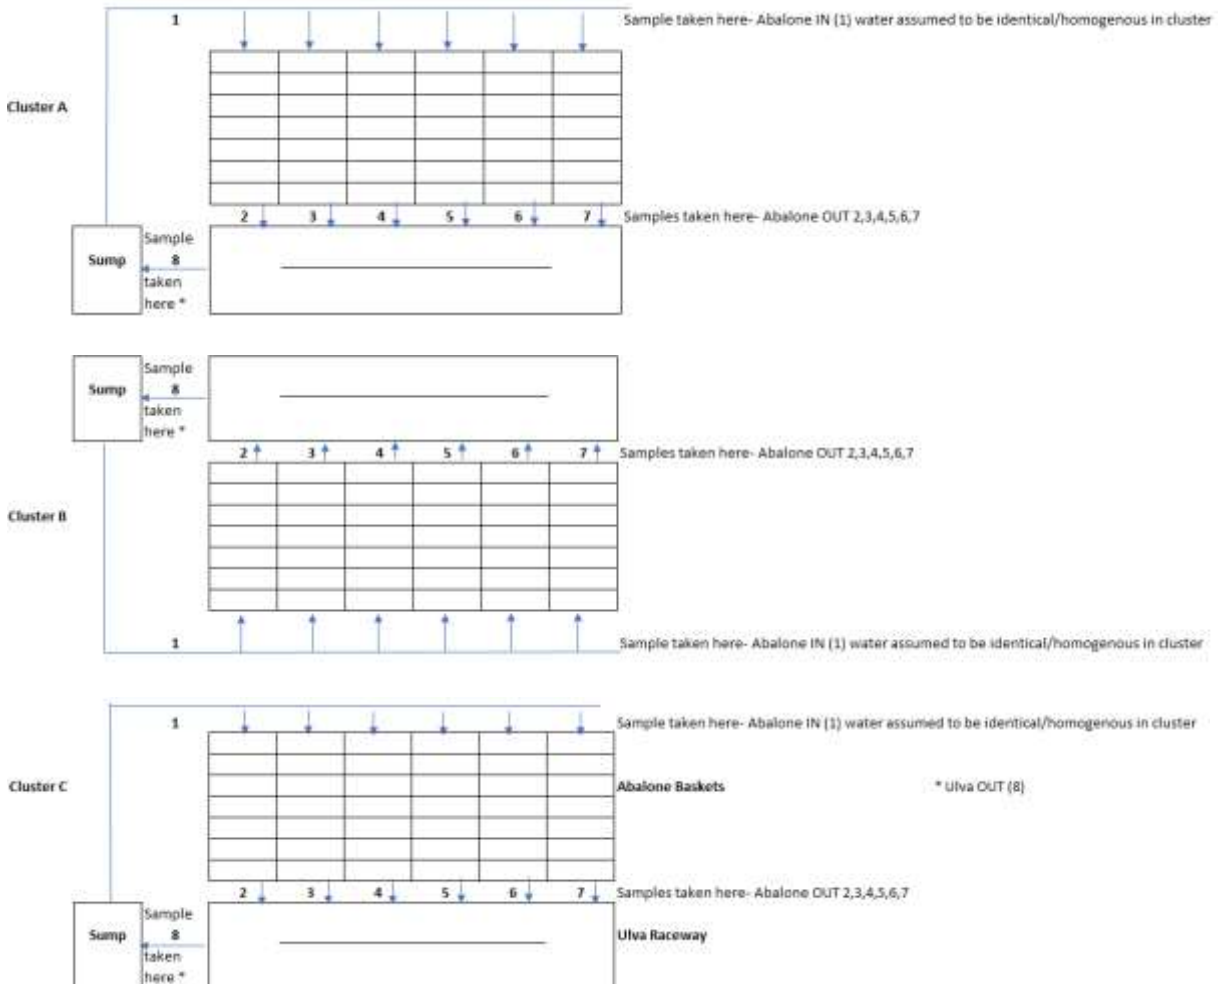 1 Sample taken here- Abalone IN (1) water assumed to be identical/homogenous in cluster
Cluster A
2 3 4 5 6 7 Samples taken here- Abalone OUT 2,3,4,5,6,7
Sample
Sump 8
taken
here *
Sample
Sump 8
taken
here *
2 3 4 5 6 7 Samples taken here- Abalone OUT 2,3,4,5,6,7
Cluster B
1 Sample taken here- Abalone IN (1) water assumed to be identical/homogenous in cluster
1 Sample taken here- Abalone IN (1) water assumed to be identical/homogenous in cluster
Cluster C Abalone Baskets * Ulva OUT (8)
2 3 4 5 6 7 Samples taken here- Abalone OUT 2,3,4,5,6,7
Sample
Sump 8 Ulva Raceway
taken
here *